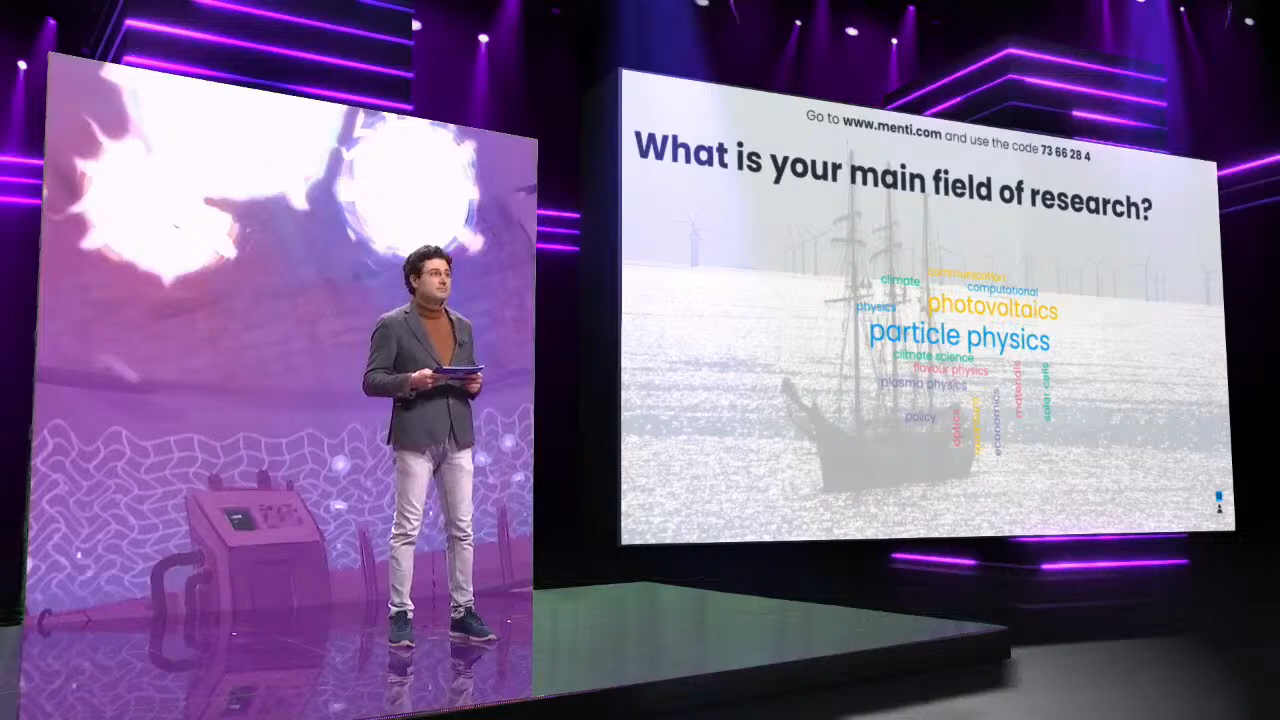 Go to www.menti.com and use the code 73 66 28 4
What is your main field of research?
climate
communication
computational
physics
photovoltaics
particle physics
climate science
flavour physics
plasma physics
materials
solar cells
policy
optics
economics